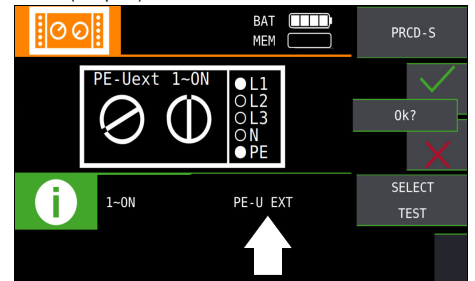 BAT
MEM
PRCD-S
PE-Uext 1~ON
L1
L2
L3
N
PE
Ok?
i
1~ON
PE-U EXT
SELECT
TEST